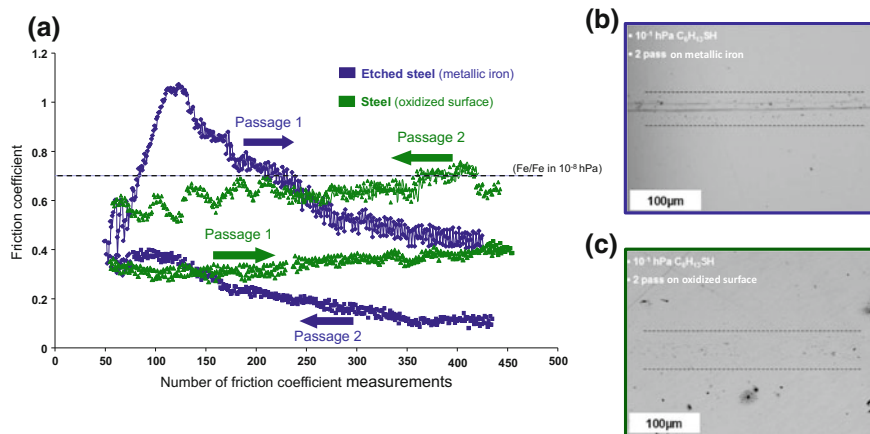 (a)
1.2
1
0.8
0.6
0.4
0.2
0
0
50
100
150
200
250
300
350
400
450
500
Friction coefficient
Number of friction coefficient measurements
Etched steel (metallic iron)
Steel (oxidized surface)
Passage 1
Passage 2
(Fe/Fe in 10⁻⁸ hPa)
Passage 1
Passage 2
(b)
• 10⁻¹ hPa C₆H₁₃SH
• 2 pass on metallic iron
100µm
(c)
• 10⁻¹ hPa C₆H₁₃SH
• 2 pass on oxidized surface
100µm